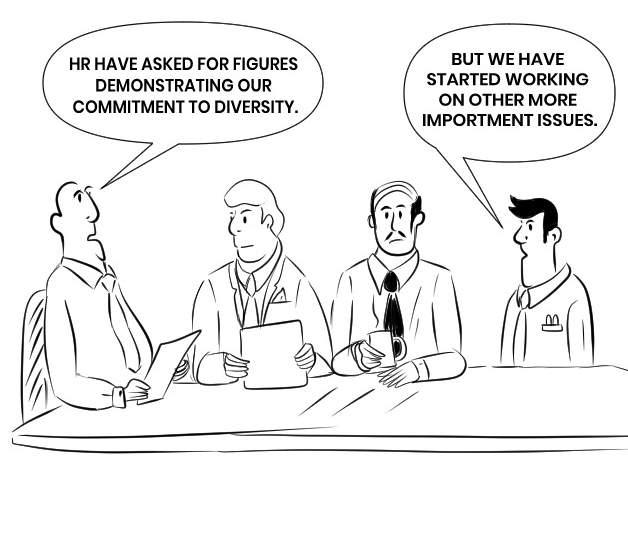 HR HAVE ASKED FOR FIGURES
DEMONSTRATING OUR
COMMITMENT TO DIVERSITY.
BUT WE HAVE
STARTED WORKING
ON OTHER MORE
IMPORTMENT ISSUES.